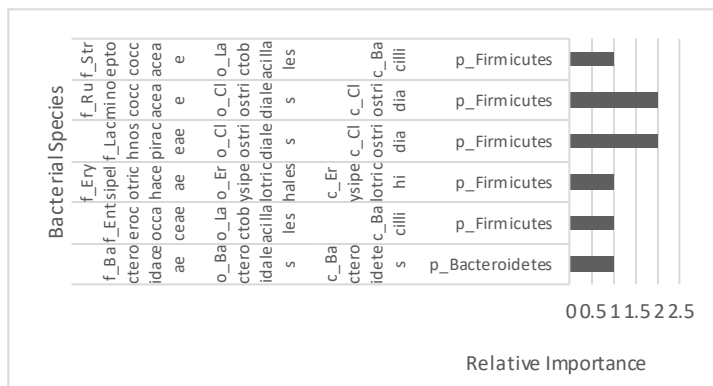 Bacterial Species
f_Str
epto
cocc
acea
e
o_La
ctob
acilla
les
c_Ba
cilli
p_Firmicutes
f_Ru
mino
cocc
acea
e
o_Cl
ostri
diale
s
c_Cl
ostri
dia
p_Firmicutes
f_Lac
hnos
pirac
eae
o_Cl
ostri
diale
s
c_Cl
ostri
dia
p_Firmicutes
f_Ery
sipel
otric
hace
ae
o_Er
ysipe
lotric
hales
c_Er
ysipe
lotric
hi
p_Firmicutes
f_Ent
eroc
occa
ceae
o_La
ctob
acilla
les
c_Ba
cilli
p_Firmicutes
f_Ba
ctero
idace
ae
o_Ba
ctero
idale
s
c_Ba
ctero
idete
s
p_Bacteroidetes
0 0.5 1 1.5 2 2.5
Relative Importance